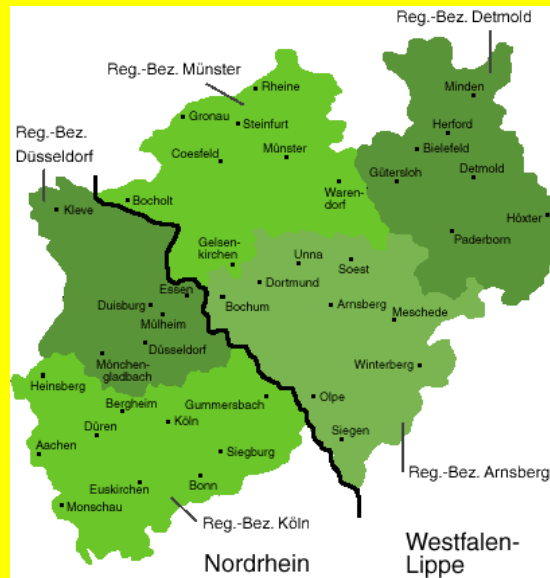 Reg.-Bez. Detmold
Reg.-Bez. Münster
Rheine
Minden
Gronau
Steinfurt
Reg.-Bez.
Düsseldorf
Herford
Bielefeld
Coesfeld
Münster
Gütersloh
Detmold
Waren-
dorf
Bocholt
Kleve
Höxter
Paderborn
Gelsen-
kirchen
Unna
Soest
Dortmund
Essen
Bochum
Duisburg
Arnsberg
Meschede
Mülheim
Düsseldorf
Mönchen-
gladbach
Winterberg
Heinsberg
Bergheim
Gummersbach
Olpe
Köln
Düren
Siegen
Aachen
Siegburg
Reg.-Bez. Arnsberg
Euskirchen
Bonn
Monschau
Reg.-Bez. Köln
Nordrhein
Westfalen-
Lippe